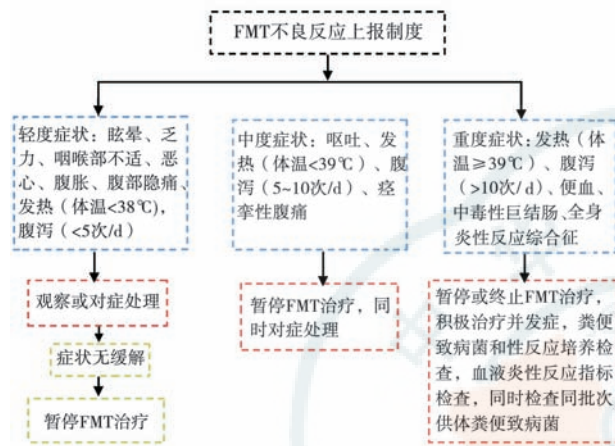 FMT不良反应上报制度
轻度症状：眩晕、乏
力、咽喉部不适、恶
心、腹胀、腹部隐痛、
发热（体温<38℃),
腹泻（<5次/d）
观察或对症处理
症状无缓解
暂停FMT治疗
中度症状：呕吐、发
热（体温<39℃）、腹
泻（5~10次/d）、痉
挛性腹痛
暂停FMT治疗，同
时对症处理
重度症状：发热（体
温≥39℃）、腹泻
（>10次/d）、便血、
中毒性巨结肠、全身
炎性反应综合征
暂停或终止FMT治疗，
积极治疗并发症，粪便
致病菌和性反应培养检
查，血液炎性反应指标
检查，同时检查同批次
供体粪便致病菌